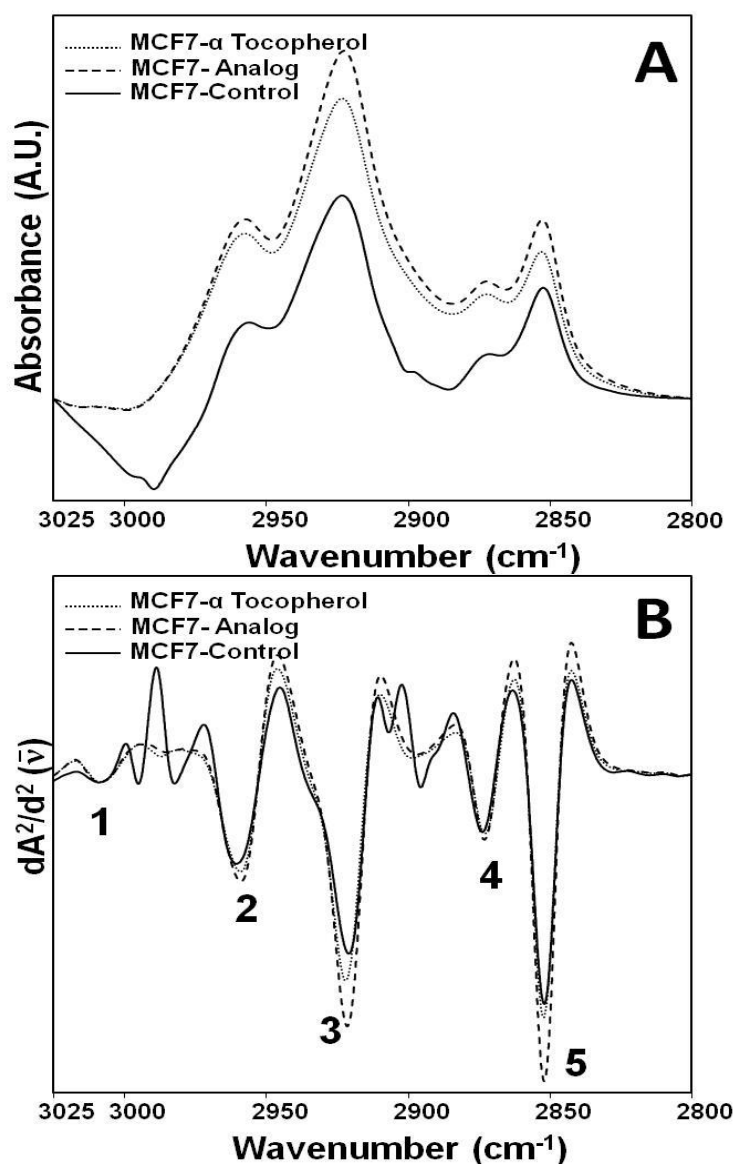 MCF7-α Tocopherol
MCF7- Analog
MCF7-Control
A
Absorbance (A.U.)
3025 3000 2950 2900 2850 2800
Wavenumber (cm-1)
MCF7-α Tocopherol
MCF7- Analog
MCF7-Control
B
dA²/d² (ν̄)
1
2
3
4
5
3025 3000 2950 2900 2850 2800
Wavenumber (cm-1)